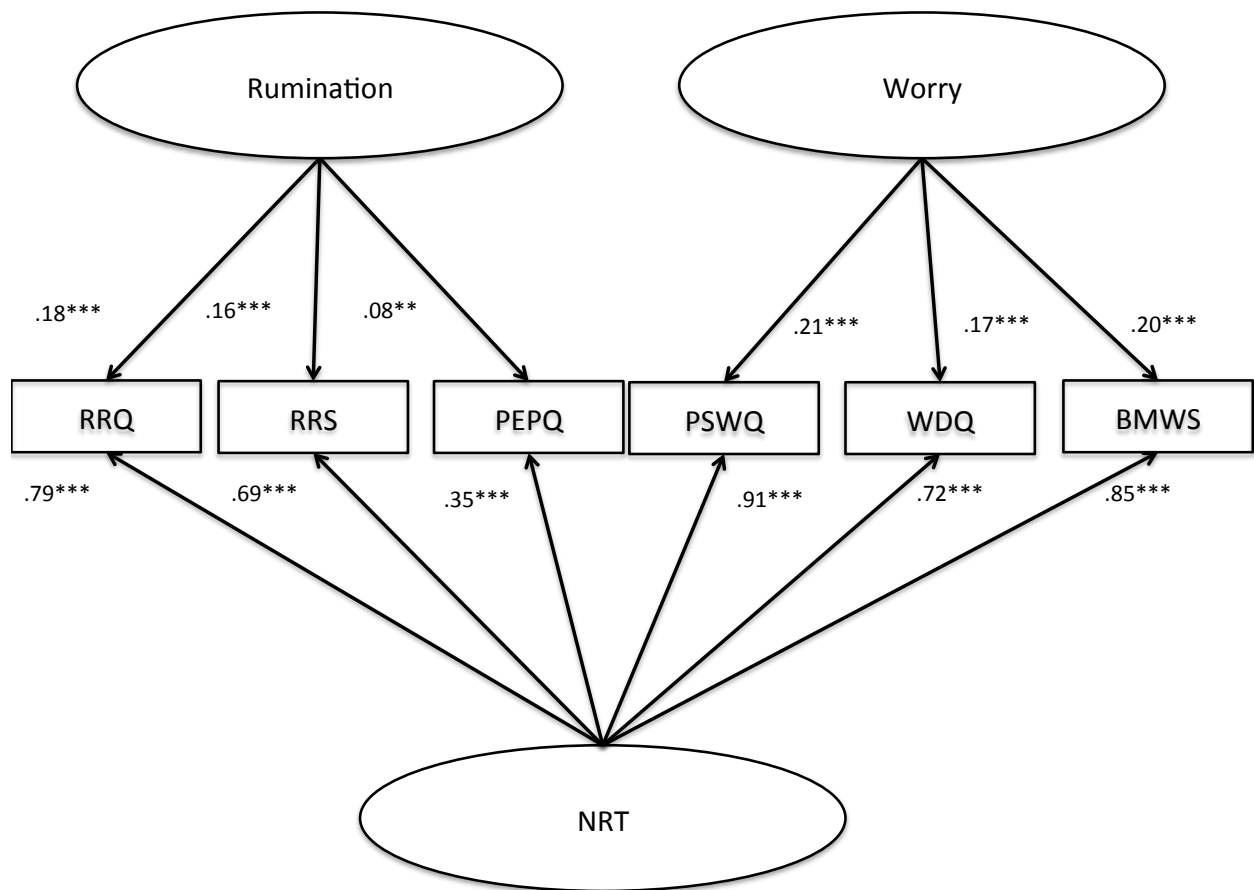 Rumination
Worry
.18***
.16***
.08**
.21***
.17***
.20***
RRQ
RRS
PEPQ
PSWQ
WDQ
BMWS
.79***
.69***
.35***
.91***
.72***
.85***
NRT